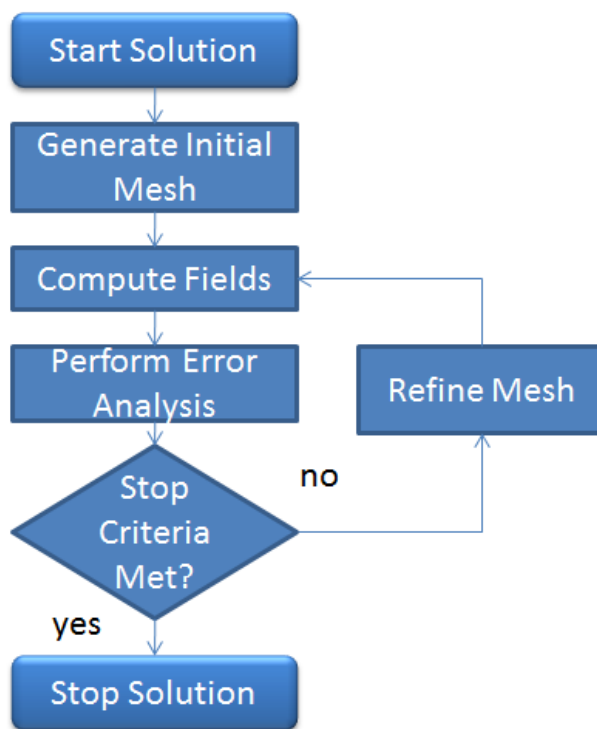 Start Solution
Generate Initial
Mesh
Compute Fields
Perform Error
Analysis
Refine Mesh
no
Stop
Criteria
Met?
yes
Stop Solution